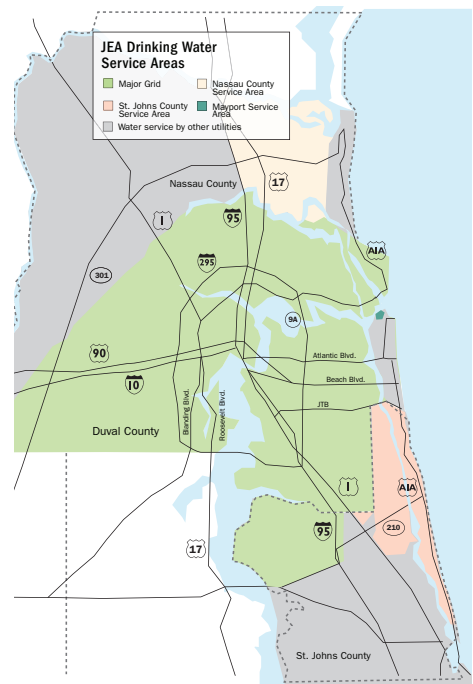 JEA Drinking Water
Service Areas
Major Grid
Nassau County
Service Area
St. Johns County
Service Area
Mayport Service
Area
Water service by other utilities
Nassau County
17
1
95
A1A
295
301
9A
90
Atlantic Blvd.
10
Beach Blvd.
Blanding Blvd.
Roosevelt Blvd.
JTB
Duval County
1
A1A
95
210
17
St. Johns County